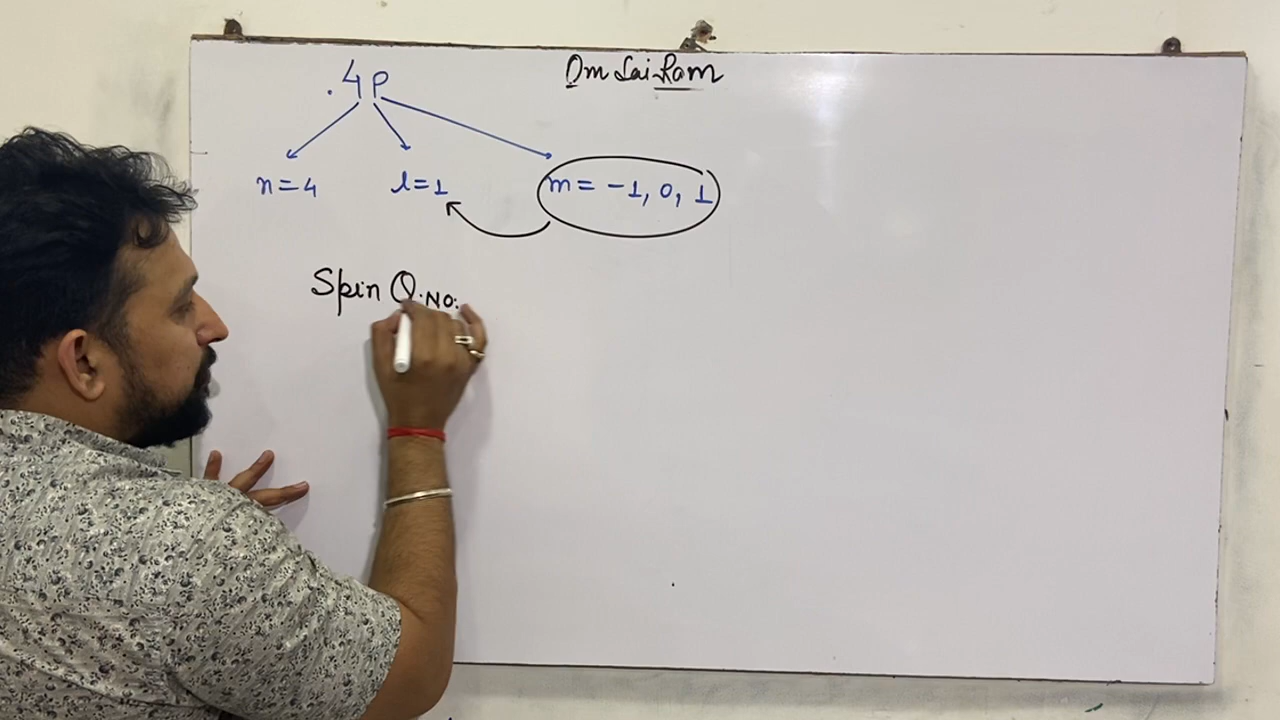 Om Sai Ram
.4p
n=4 l=1 m= -1, 0, 1
Spin Q.NO: